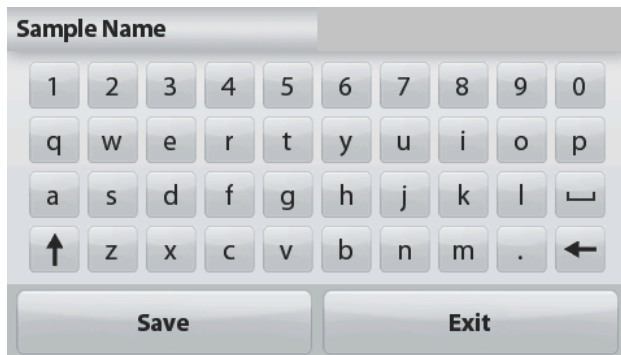 Sample Name
1 2 3 4 5 6 7 8 9 0
q w e r t y u i o p
a s d f g h j k l
z x c v b n m .
Save Exit